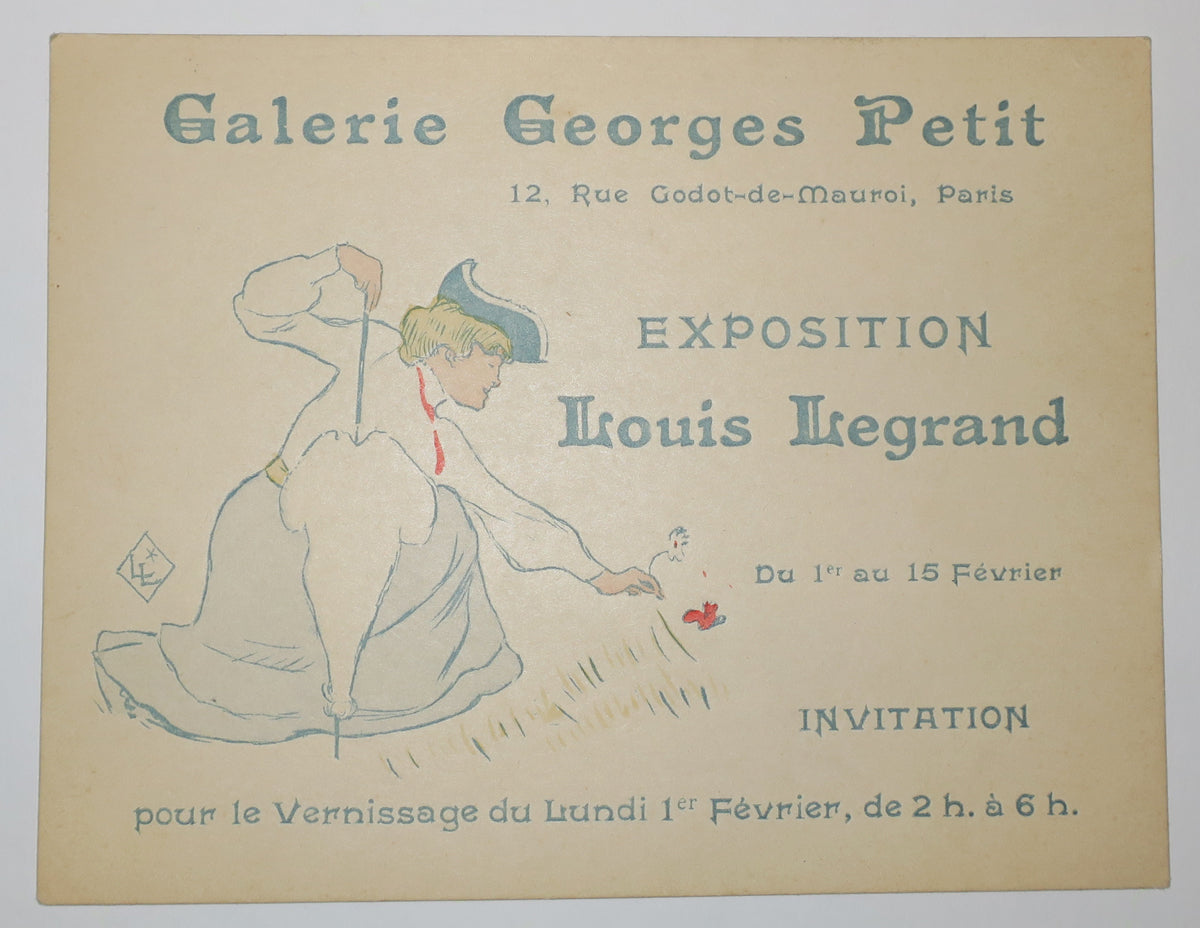 Galerie Georges Petit
12, Rue Godot-de-Mauroi, Paris
EXPOSITION
Louis Legrand
Du 1er au 15 Février
INVITATION
pour le Vernissage du Lundi 1er Février, de 2 h. à 6 h.